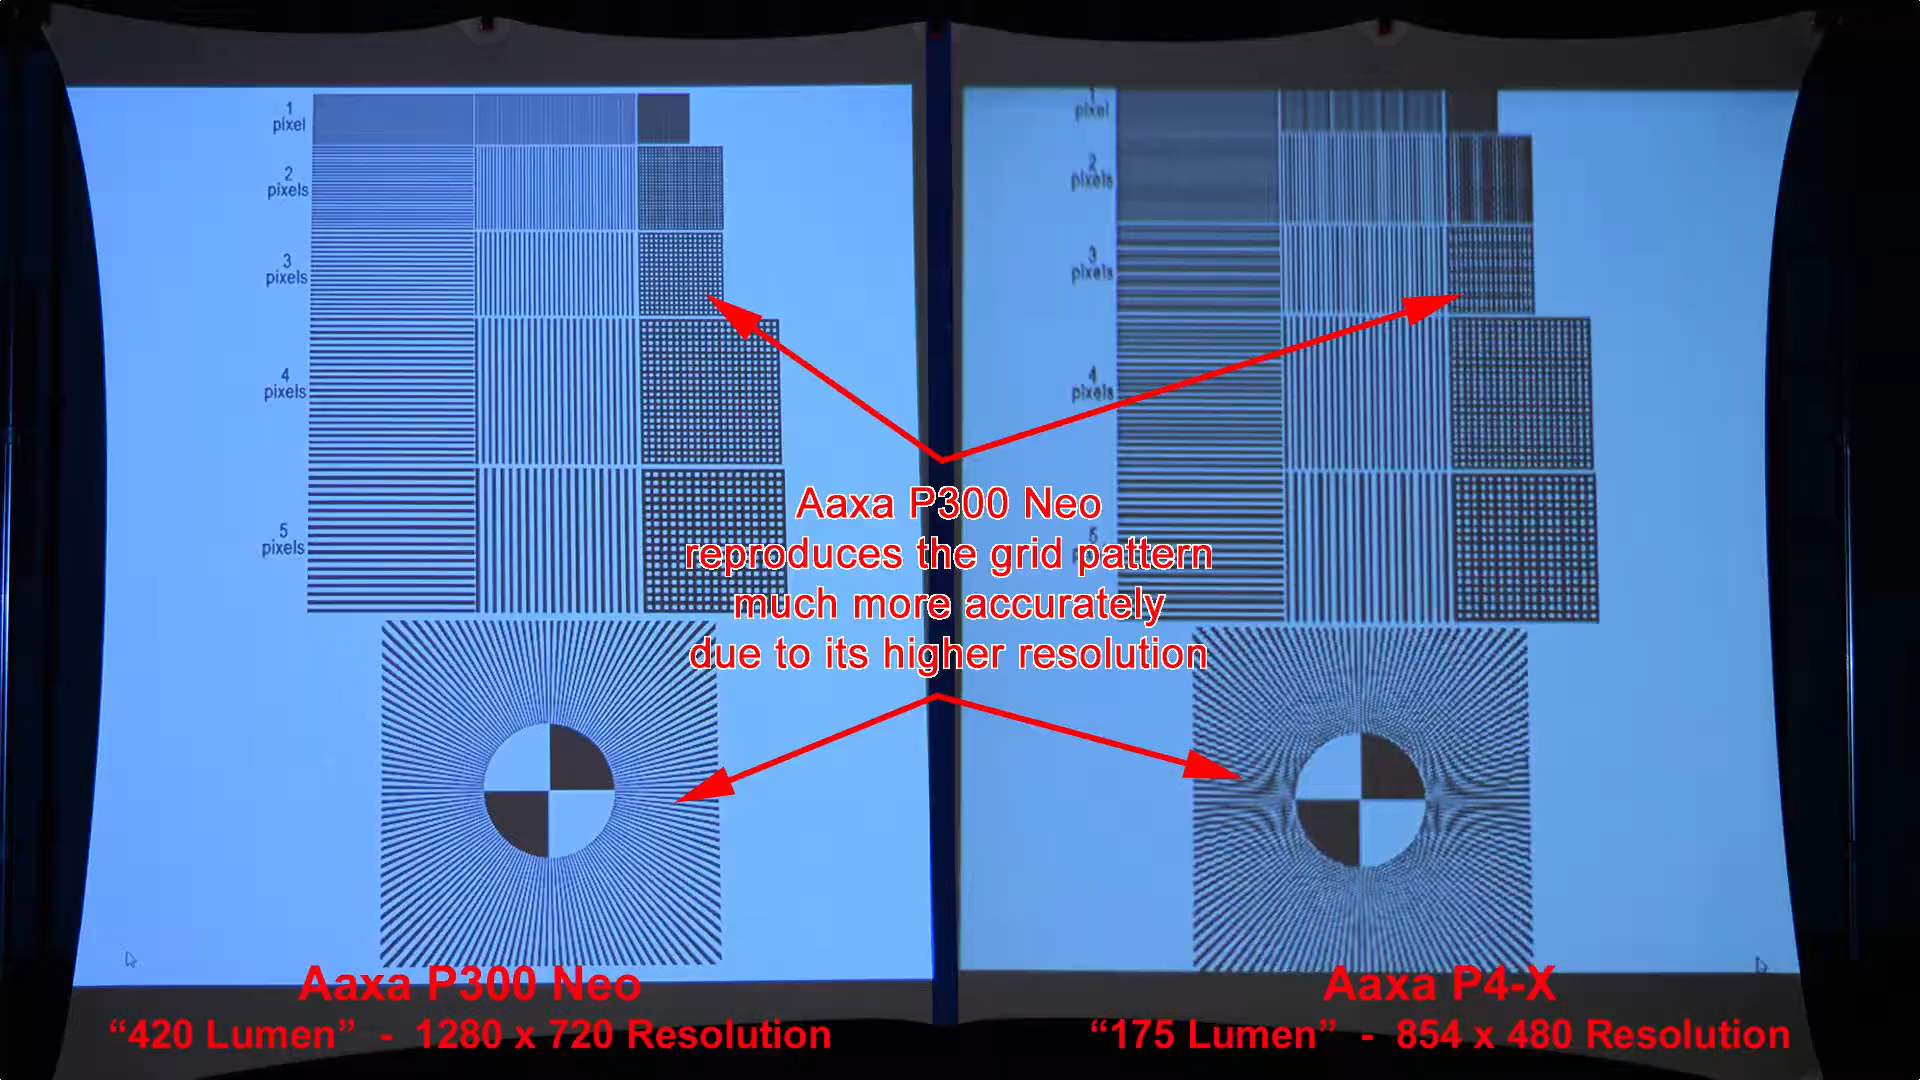 1
pixel
2
pixels
3
pixels
4
pixels
5
pixels
1
pixel
2
pixels
3
pixels
4
pixels
5
Aaxa P300 Neo
reproduces the grid pattern
much more accurately
due to its higher resolution
Aaxa P300 Neo
“420 Lumen” - 1280 x 720 Resolution
Aaxa P4-X
“175 Lumen” - 854 x 480 Resolution